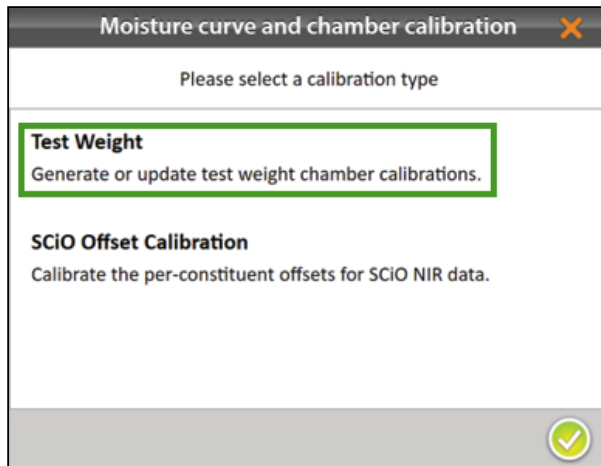 Moisture curve and chamber calibration
Please select a calibration type
Test Weight
Generate or update test weight chamber calibrations.
SCiO Offset Calibration
Calibrate the per-constituent offsets for SCiO NIR data.